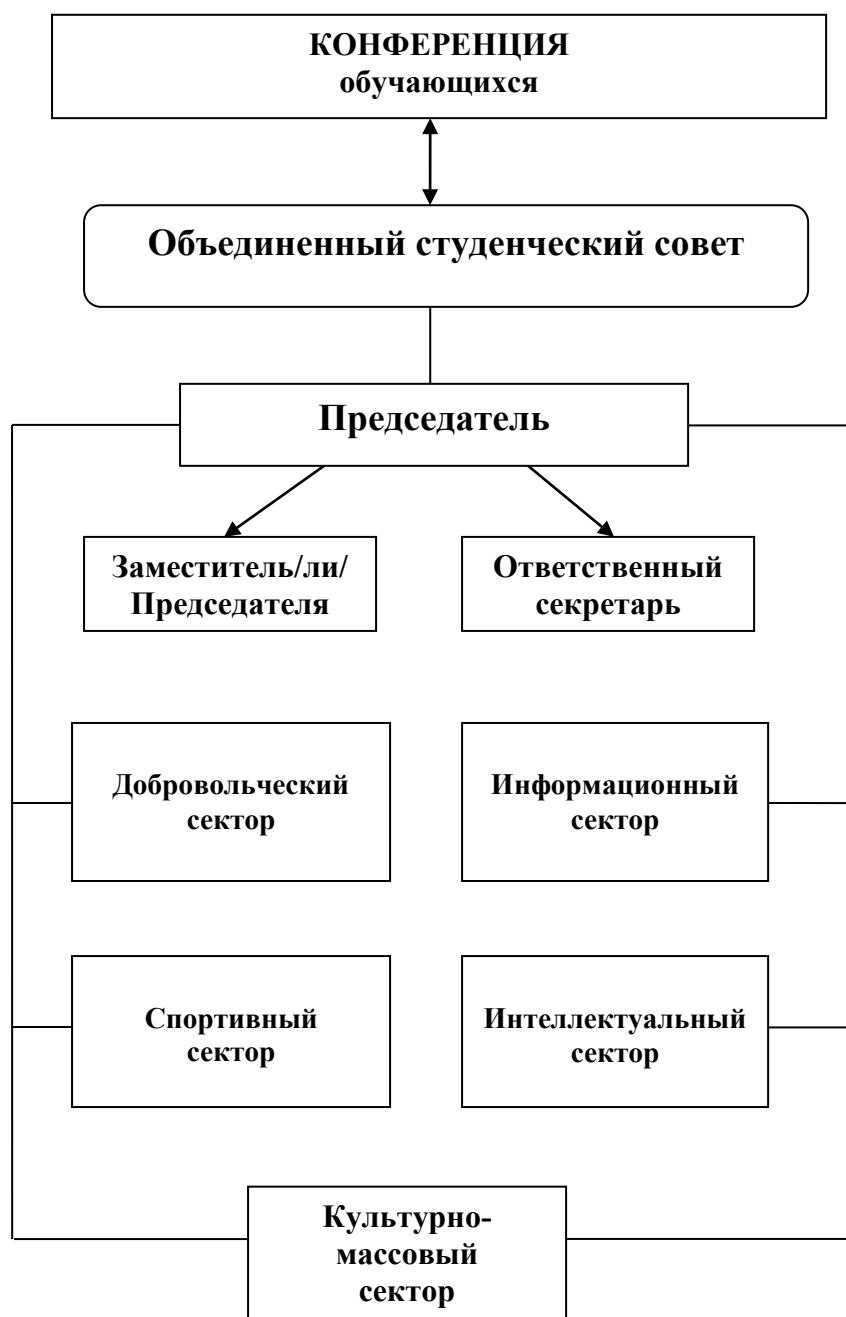 КОНФЕРЕНЦИЯ
обучающихся
Объединенный студенческий совет
Председатель
Заместитель/ли/
Председателя
Ответственный
секретарь
Добровольческий
сектор
Информационный
сектор
Спортивный
сектор
Интеллектуальный
сектор
Культурно-
массовый
сектор